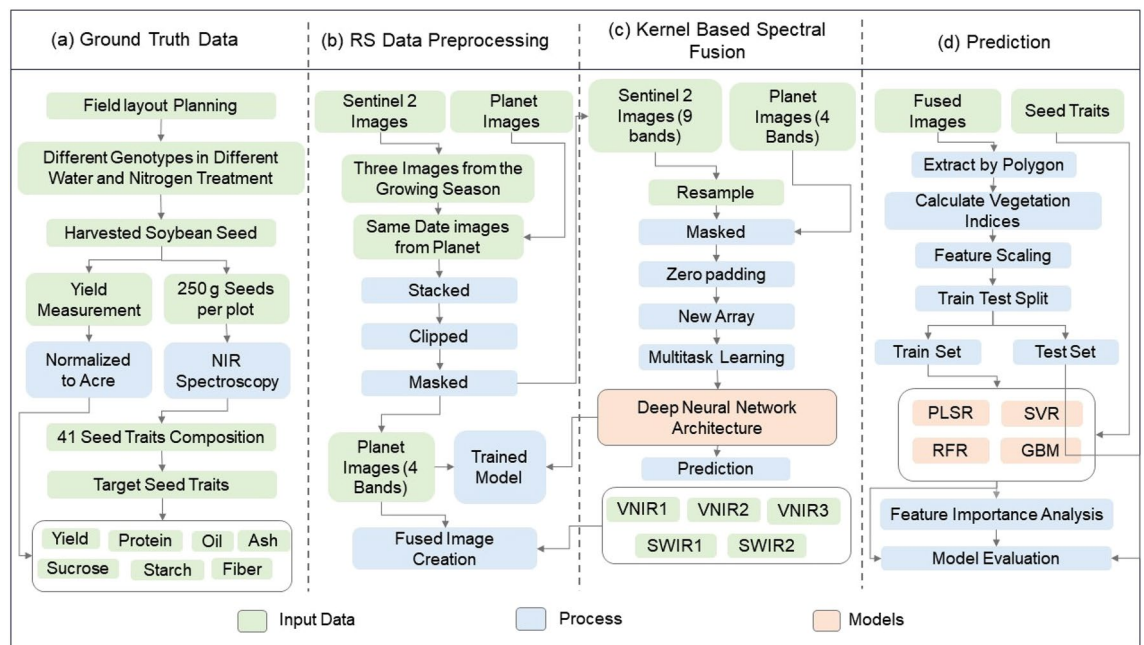 (a) Ground Truth Data
Field layout Planning
Different Genotypes in Different
Water and Nitrogen Treatment
Harvested Soybean Seed
Yield
Measurement
250 g Seeds
per plot
Normalized
to Acre
NIR
Spectroscopy
41 Seed Traits Composition
Target Seed Traits
Yield
Protein
Oil
Ash
Sucrose
Starch
Fiber
(b) RS Data Preprocessing
Sentinel 2
Images
Planet
Images
Three Images from the
Growing Season
Same Date images
from Planet
Stacked
Clipped
Masked
Planet
Images (4
Bands)
Trained
Model
Fused Image
Creation
(c) Kernel Based Spectral
Fusion
Sentinel 2
Images (9
bands)
Planet
Images (4
Bands)
Resample
Masked
Zero padding
New Array
Multitask Learning
Deep Neural Network
Architecture
Prediction
VNIR1
VNIR2
VNIR3
SWIR1
SWIR2
(d) Prediction
Fused
Images
Seed Traits
Extract by Polygon
Calculate Vegetation
Indices
Feature Scaling
Train Test Split
Train Set
Test Set
PLSR
SVR
RFR
GBM
Feature Importance Analysis
Model Evaluation
Input Data
Process
Models